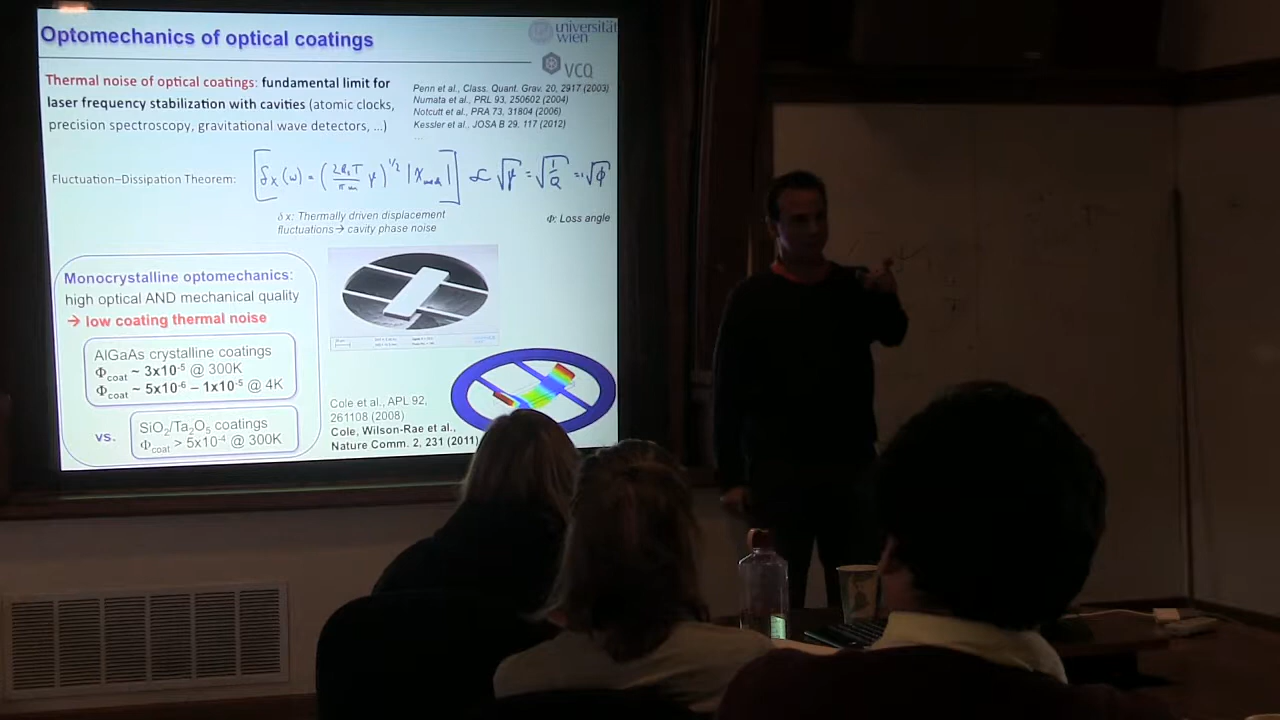 Optomechanics of optical coatings
universität
wien
VCQ
Thermal noise of optical coatings: fundamental limit for
laser frequency stabilization with cavities (atomic clocks,
precision spectroscopy, gravitational wave detectors, ...)
Penn et al., Class. Quant. Grav. 20, 2917 (2003)
Numata et al., PRL 93, 250602 (2004)
Notcutt et al., PRA 73, 31804 (2006)
Kessler et al., JOSA B 29, 117 (2012)
...
Fluctuation–Dissipation Theorem:
δx: Thermally driven displacement
fluctuations → cavity phase noise
Φ: Loss angle
Monocrystalline optomechanics:
high optical AND mechanical quality
→ low coating thermal noise
AlGaAs crystalline coatings
Φcoat ~ 3x10-5 @ 300K
Φcoat ~ 5x10-6 – 1x10-5 @ 4K
vs.
SiO2/Ta2O5 coatings
Φcoat > 5x10-4 @ 300K
Cole et al., APL 92,
261108 (2008)
Cole, Wilson-Rae et al.,
Nature Comm. 2, 231 (2011)